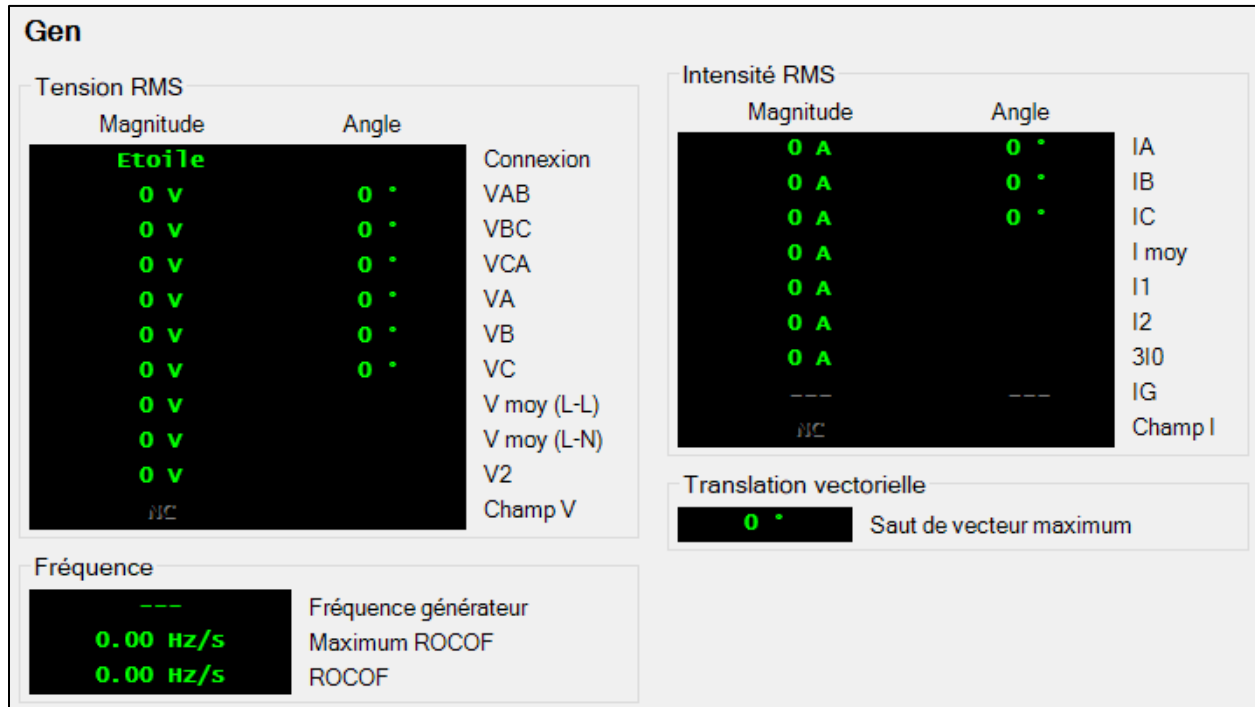 Gen
Tension RMS
Magnitude Angle
Etoile Connexion
0 V 0 ° VAB
0 V 0 ° VBC
0 V 0 ° VCA
0 V 0 ° VA
0 V 0 ° VB
0 V 0 ° VC
0 V V moy (L-L)
0 V V moy (L-N)
0 V V2
NC Champ V
Fréquence
--- Fréquence générateur
0.00 Hz/s Maximum ROCOF
0.00 Hz/s ROCOF
Intensité RMS
Magnitude Angle
0 A 0 ° IA
0 A 0 ° IB
0 A 0 ° IC
0 A I moy
0 A I1
0 A I2
0 A 3I0
--- --- IG
NC Champ I
Translation vectorielle
0 ° Saut de vecteur maximum